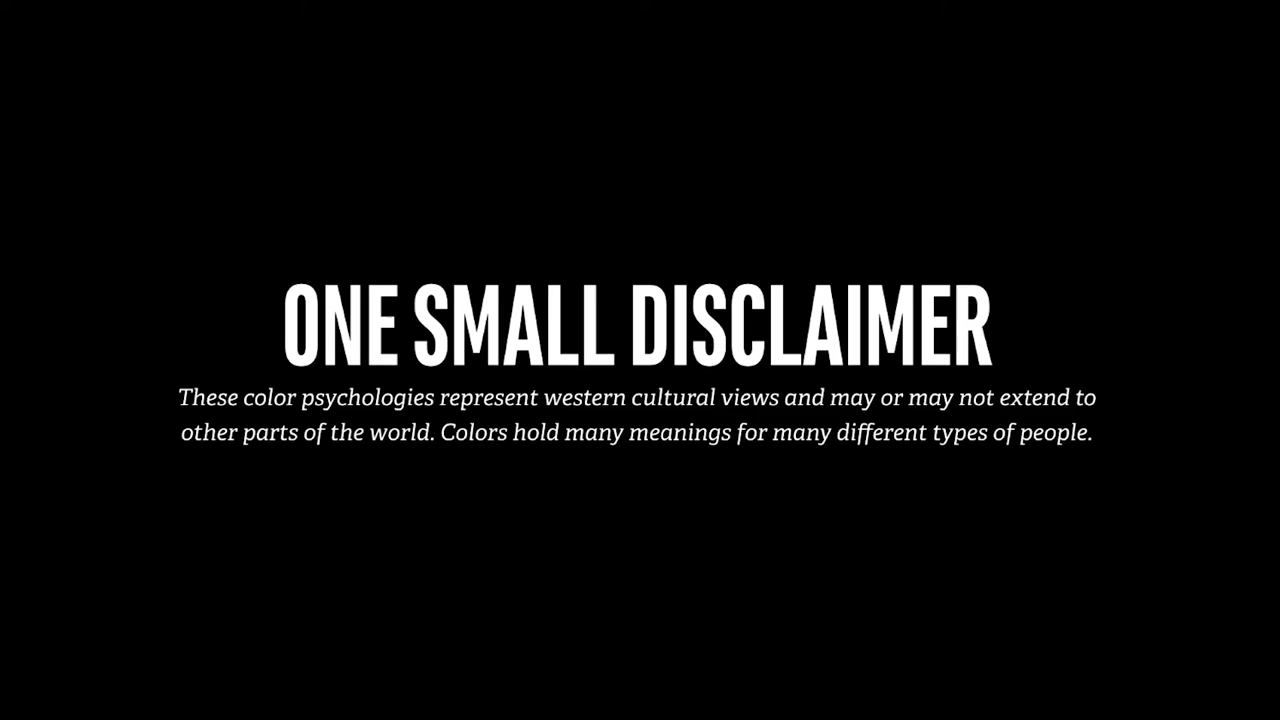 ONE SMALL DISCLAIMER
These color psychologies represent western cultural views and may or may not extend to
other parts of the world. Colors hold many meanings for many different types of people.